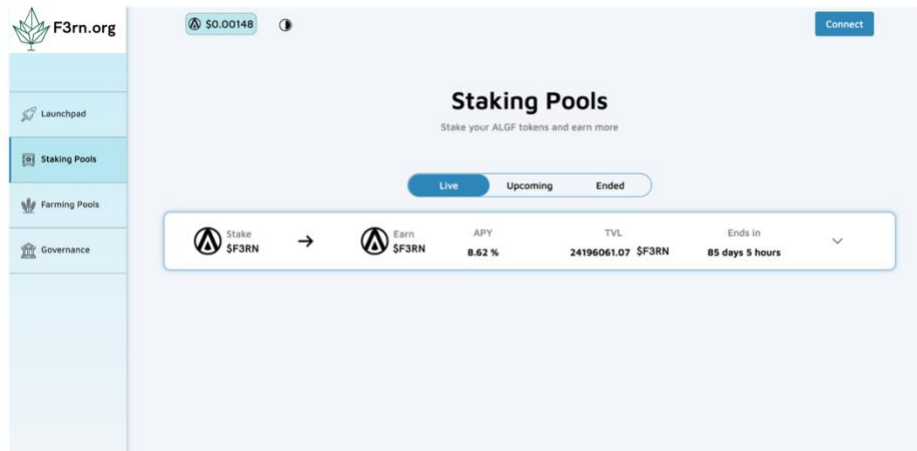 F3rn.org
$0.00148
Connect
Launchpad
Staking Pools
Farming Pools
Governance
Staking Pools
Stake your ALGF tokens and earn more
Live Upcoming Ended
Stake Earn APY TVL Ends in
$F3RN $F3RN 8.62 % 24196061.07 $F3RN 85 days 5 hours